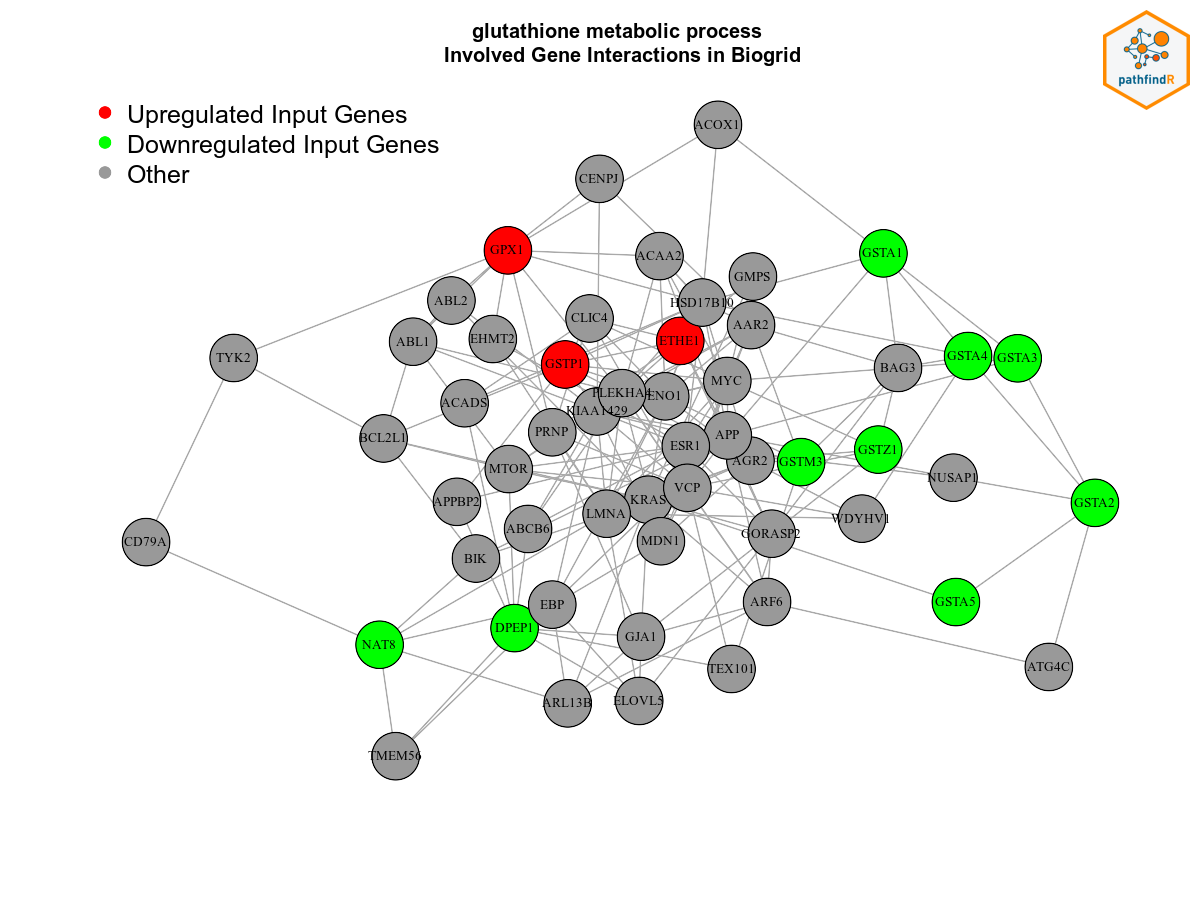 glutathione metabolic process
Involved Gene Interactions in Biogrid
pathfindR
Upregulated Input Genes
Downregulated Input Genes
Other
ACOX1
CENPJ
GPX1
ACAA2
GSTA1
GMPS
ABL2
HSD17B10
CLIC4
AAR2
EHMT2
ABL1
ETHE1
TYK2
GSTA4
GSTA3
GSTP1
BAG3
MYC
PLEKHA4
ENO1
ACADS
KIAA1429
PRNP
BCL2L1
APP
ESR1
GSTZ1
AGR2
GSTM3
MTOR
NUSAP1
VCP
APPBP2
KRAS
GSTA2
LMNA
WDYHV1
ABCB6
GORASP2
CD79A
MDN1
BIK
EBP
ARF6
GSTA5
DPEP1
GJA1
NAT8
TEX101
ATG4C
ARL13B
ELOVL5
TMEM56